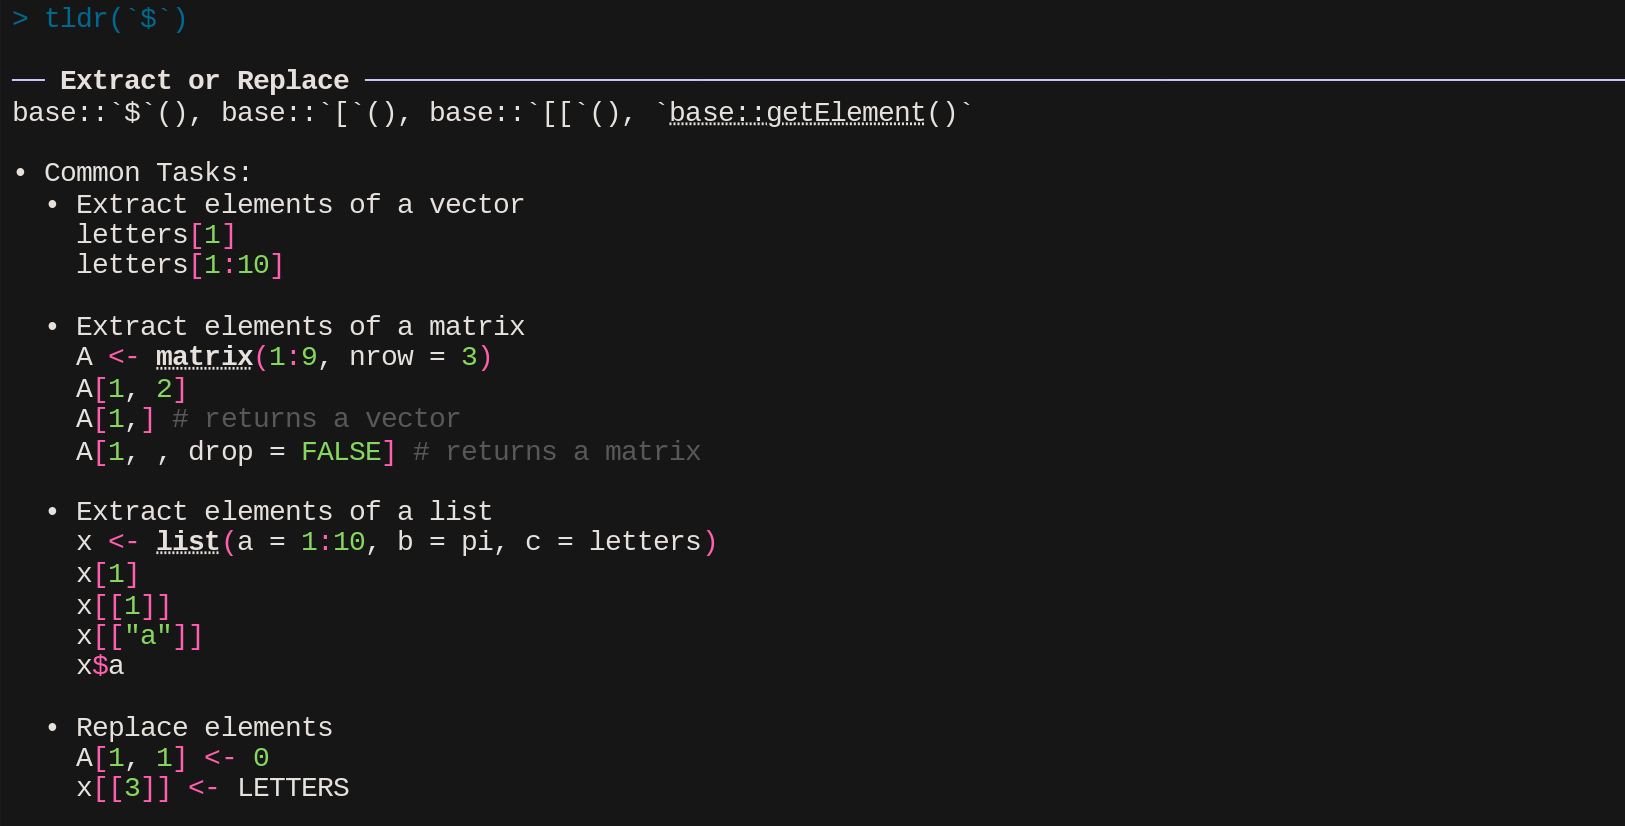 > tldr(`$`)
── Extract or Replace ──────────
base::`$`(), base::`[`(), base::`[[`(), `base::getElement()`
• Common Tasks:
• Extract elements of a vector
letters[1]
letters[1:10]
• Extract elements of a matrix
A <- matrix(1:9, nrow = 3)
A[1, 2]
A[1,] # returns a vector
A[1, , drop = FALSE] # returns a matrix
• Extract elements of a list
x <- list(a = 1:10, b = pi, c = letters)
x[1]
x[[1]]
x[["a"]]
x$a
• Replace elements
A[1, 1] <- 0
x[[3]] <- LETTERS